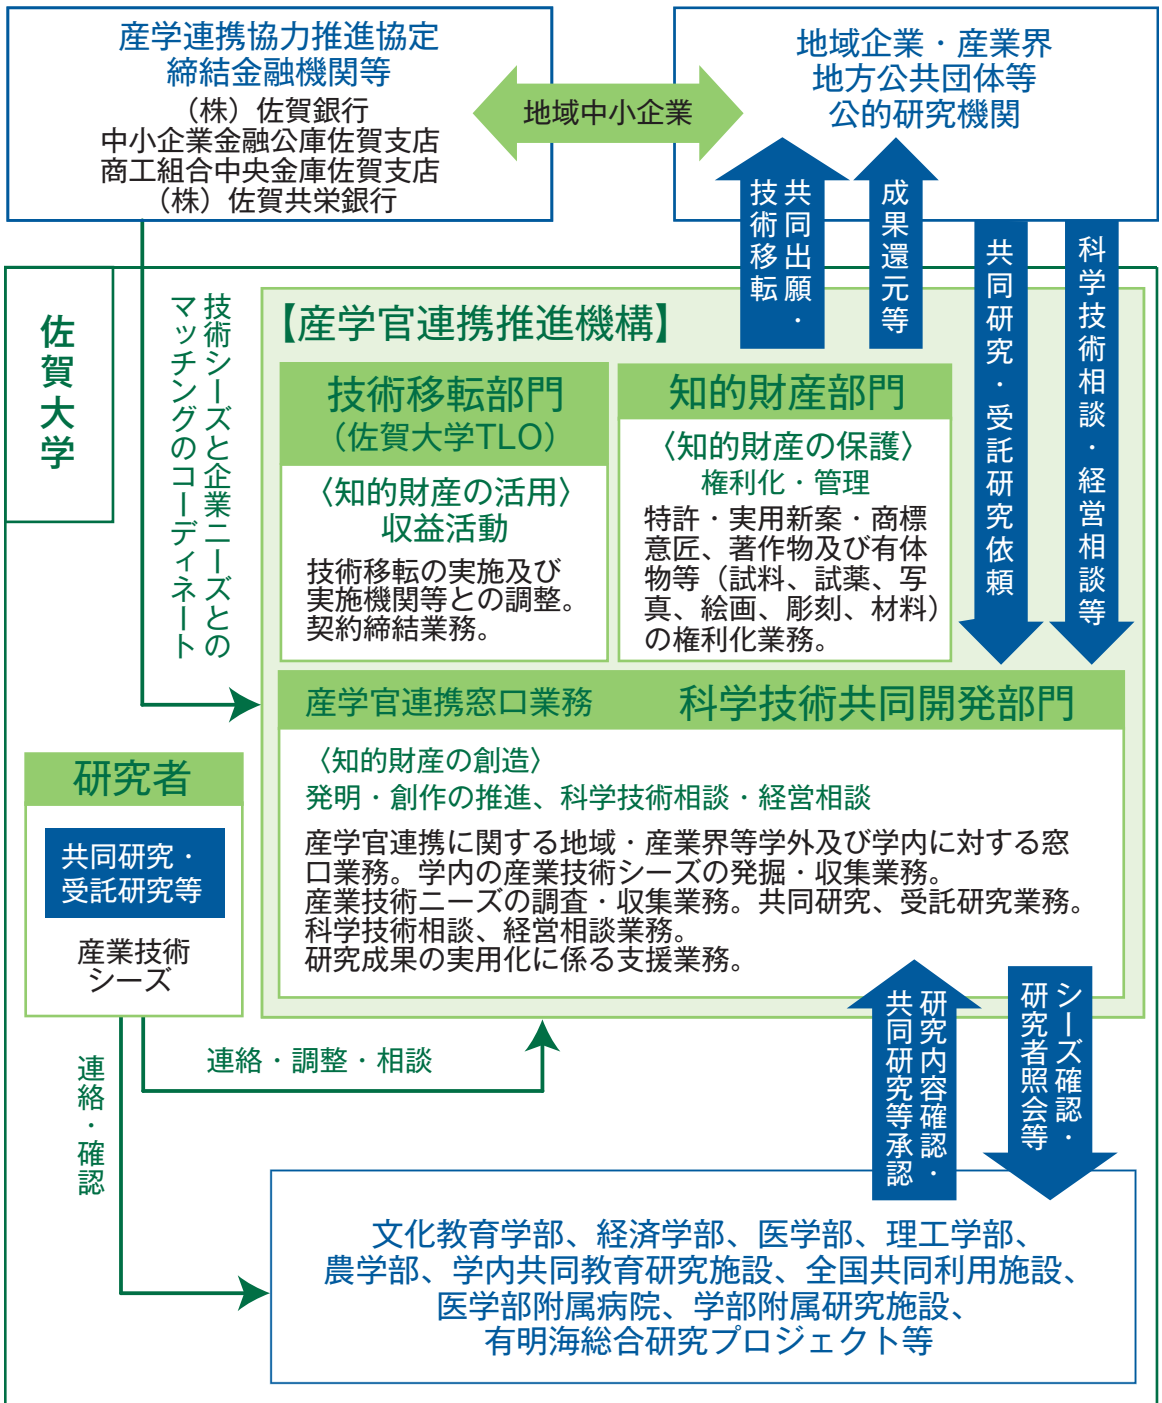 産学連携協力推進協定
締結金融機関等
（株）佐賀銀行
中小企業金融公庫佐賀支店
商工組合中央金庫佐賀支店
（株）佐賀共栄銀行
地域中小企業
地域企業・産業界
地方公共団体等
公的研究機関
共同出願・
技術移転
成果還元等
共同研究・受託研究依頼
科学技術相談・経営相談等
佐賀大学
技術シーズと企業ニーズとの
マッチングのコーディネート
【産学官連携推進機構】
技術移転部門
（佐賀大学TLO）
〈知的財産の活用〉
収益活動
技術移転の実施及び
実施機関等との調整。
契約締結業務。
知的財産部門
〈知的財産の保護〉
権利化・管理
特許・実用新案・商標
意匠、著作物及び有体
物等（試料、試薬、写
真、絵画、彫刻、材料）
の権利化業務。
産学官連携窓口業務 科学技術共同開発部門
〈知的財産の創造〉
発明・創作の推進、科学技術相談・経営相談
産学官連携に関する地域・産業界等学外及び学内に対する窓
口業務。学内の産業技術シーズの発掘・収集業務。
産業技術ニーズの調査・収集業務。共同研究、受託研究業務。
科学技術相談、経営相談業務。
研究成果の実用化に係る支援業務。
研究者
共同研究・
受託研究等
産業技術
シーズ
連絡・調整・相談
連絡・確認
研究内容確認・
共同研究等承認
シーズ確認・
研究者照会等
文化教育学部、経済学部、医学部、理工学部、
農学部、学内共同教育研究施設、全国共同利用施設、
医学部附属病院、学部附属研究施設、
有明海総合研究プロジェクト等